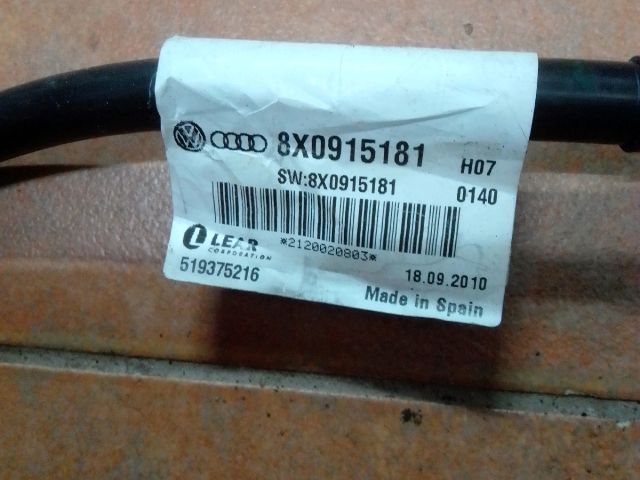 8X0915181
H07
SW:8X0915181
0140
*2120020803*
LEAR
CORPORATION
519375216
18.09.2010
Made in Spain